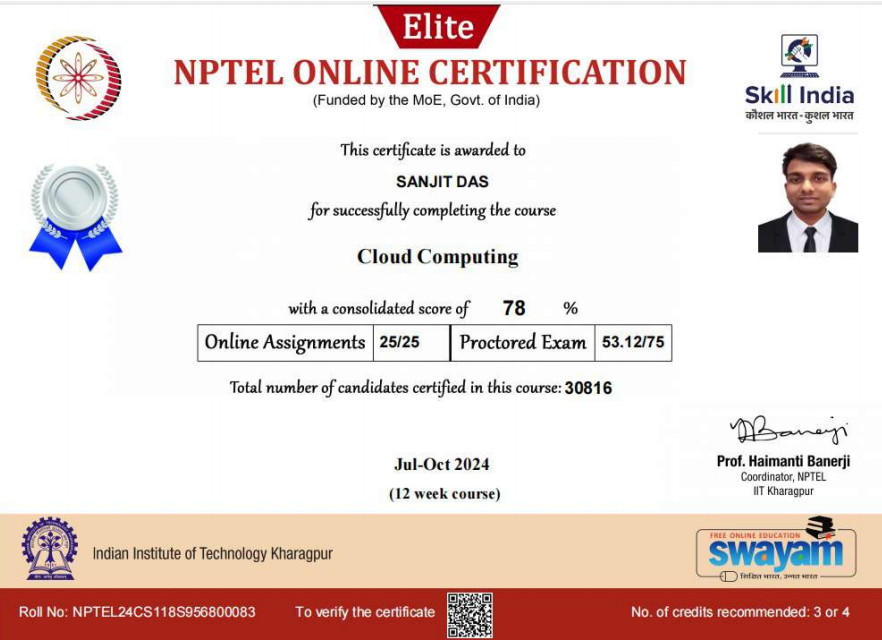 Elite
NPTEL ONLINE CERTIFICATION
(Funded by the MoE, Govt. of India)
Skill India
कौशल भारत - कुशल भारत
This certificate is awarded to
SANJIT DAS
for successfully completing the course
Cloud Computing
with a consolidated score of 78 %
Online Assignments 25/25 Proctored Exam 53.12/75
Total number of candidates certified in this course: 30816
Jul-Oct 2024
(12 week course)
Prof. Haimanti Banerji
Coordinator, NPTEL
IIT Kharagpur
Indian Institute of Technology Kharagpur
FREE ONLINE EDUCATION
swayam
शिक्षित भारत, उन्नत भारत
Roll No: NPTEL24CS118S956800083 To verify the certificate No. of credits recommended: 3 or 4